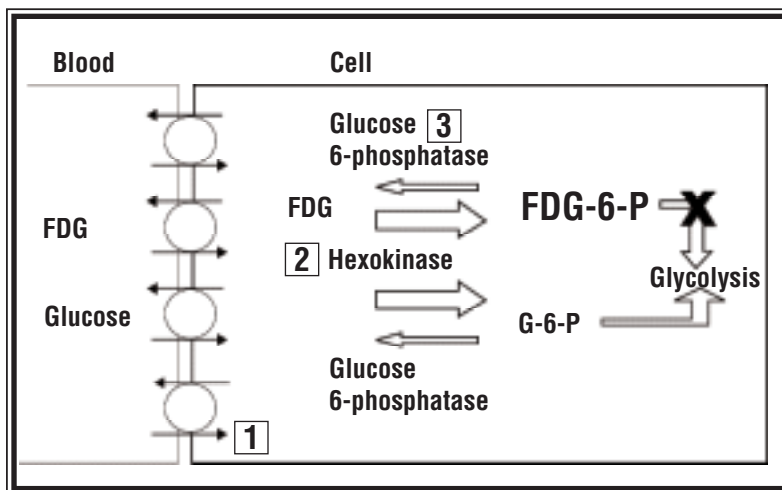 Blood
Cell
Glucose 3
6-phosphatase
FDG
FDG
FDG-6-P
X
2 Hexokinase
Glycolysis
Glucose
G-6-P
Glucose
6-phosphatase
1